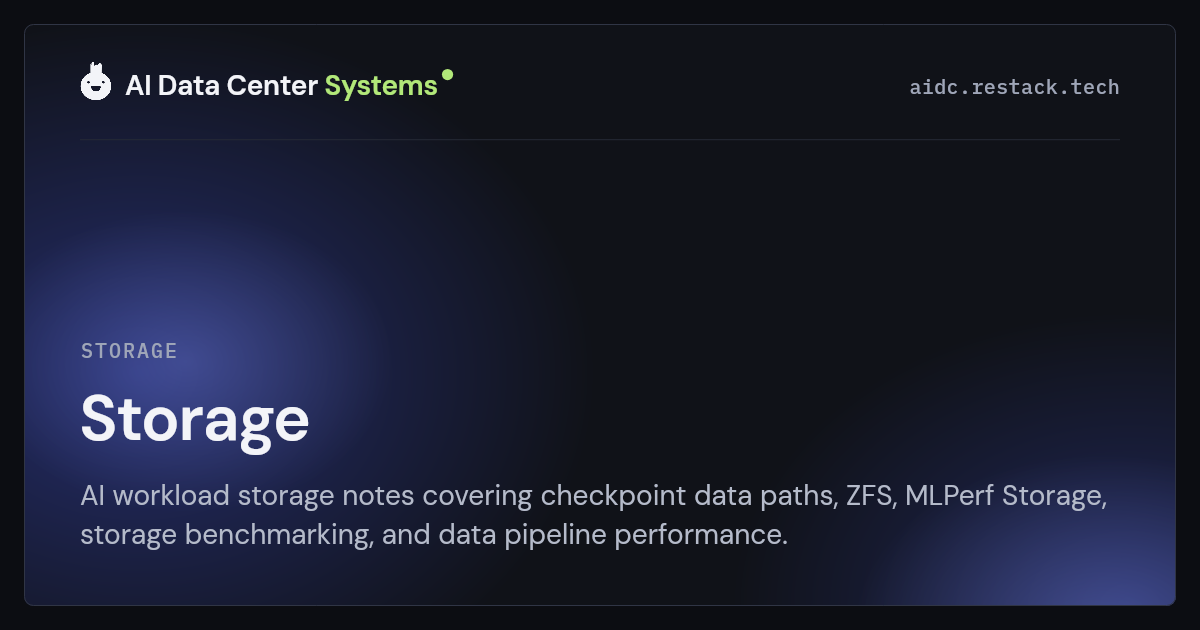 AI Data Center Systems
aidc.restack.tech
STORAGE
Storage
AI workload storage notes covering checkpoint data paths, ZFS, MLPerf Storage,
storage benchmarking, and data pipeline performance.